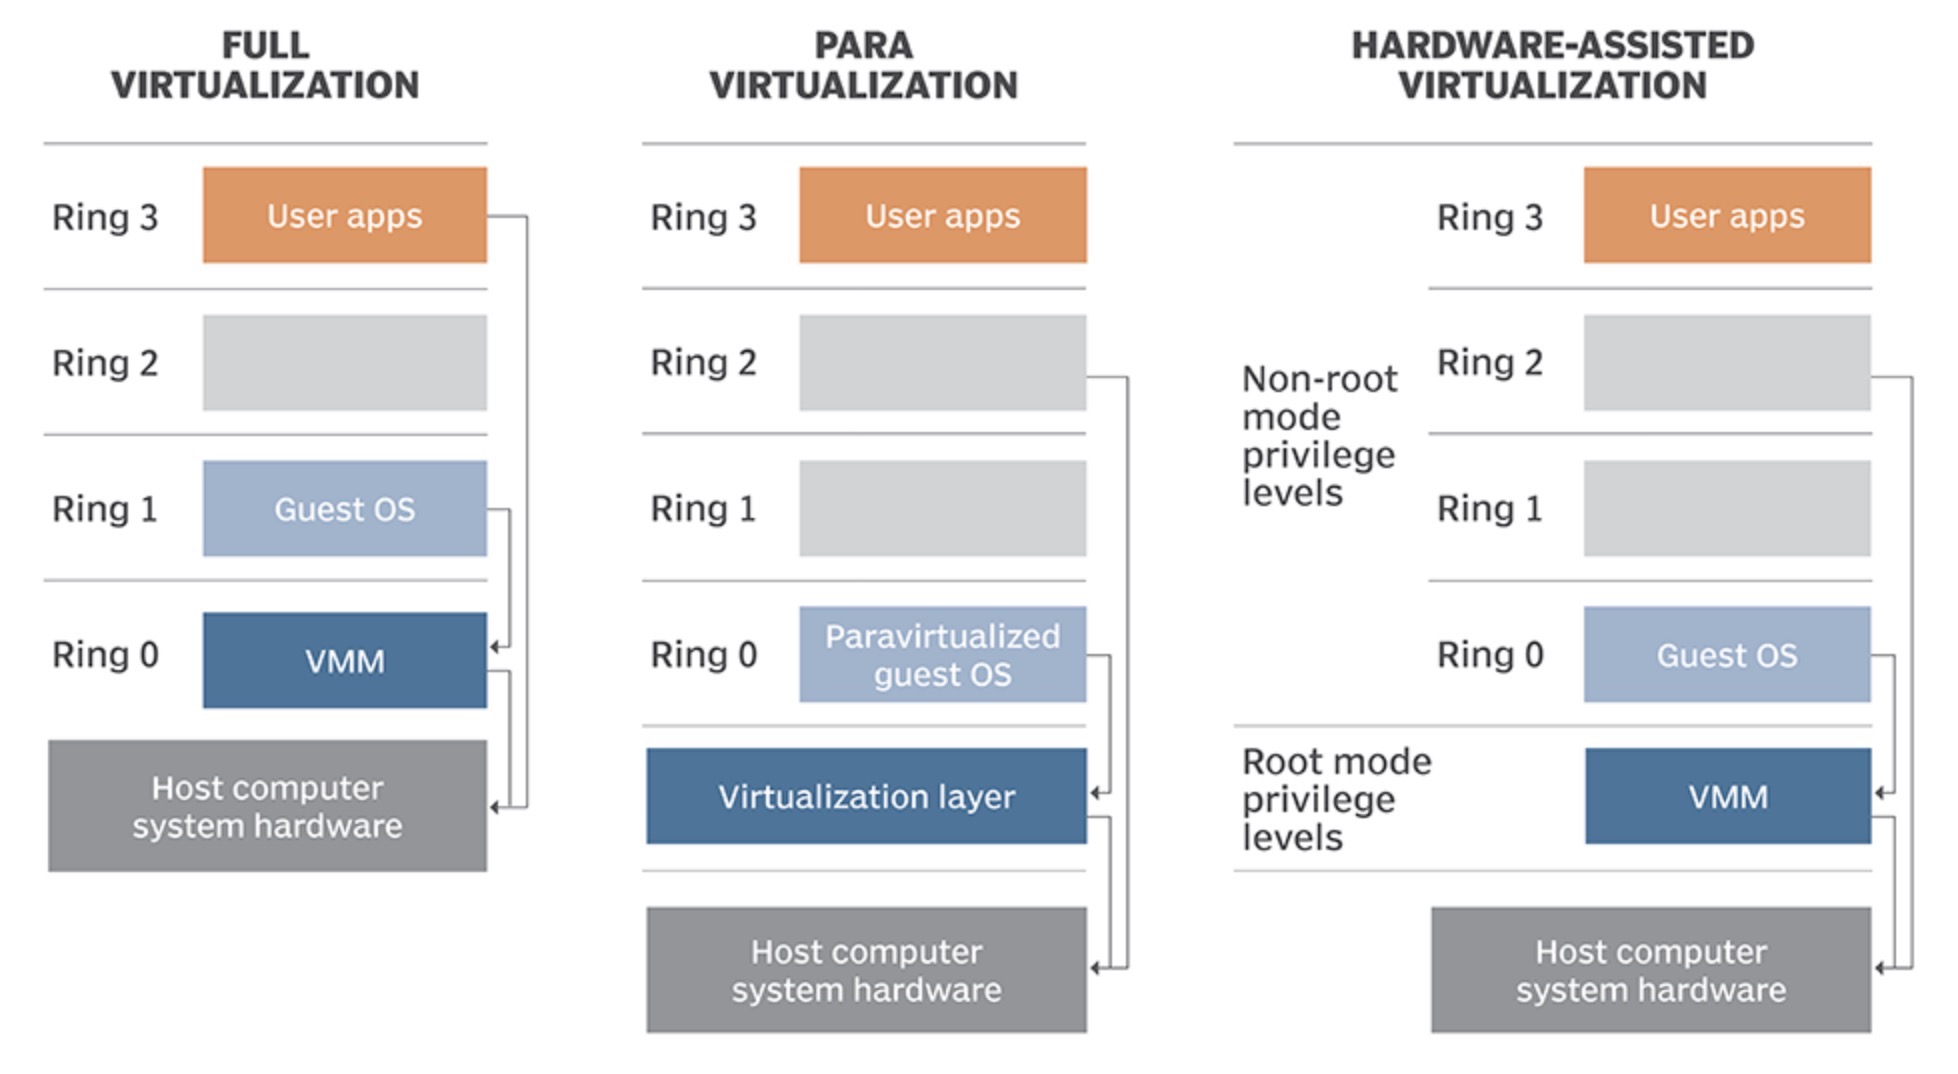 FULL
VIRTUALIZATION
Ring 3
User apps
Ring 2
Ring 1
Guest OS
Ring 0
VMM
Host computer
system hardware
PARA
VIRTUALIZATION
Ring 3
User apps
Ring 2
Ring 1
Ring 0
Paravirtualized
guest OS
Virtualization layer
Host computer
system hardware
HARDWARE-ASSISTED
VIRTUALIZATION
Non-root
mode
privilege
levels
Ring 3
User apps
Ring 2
Ring 1
Ring 0
Guest OS
Root mode
privilege
levels
VMM
Host computer
system hardware